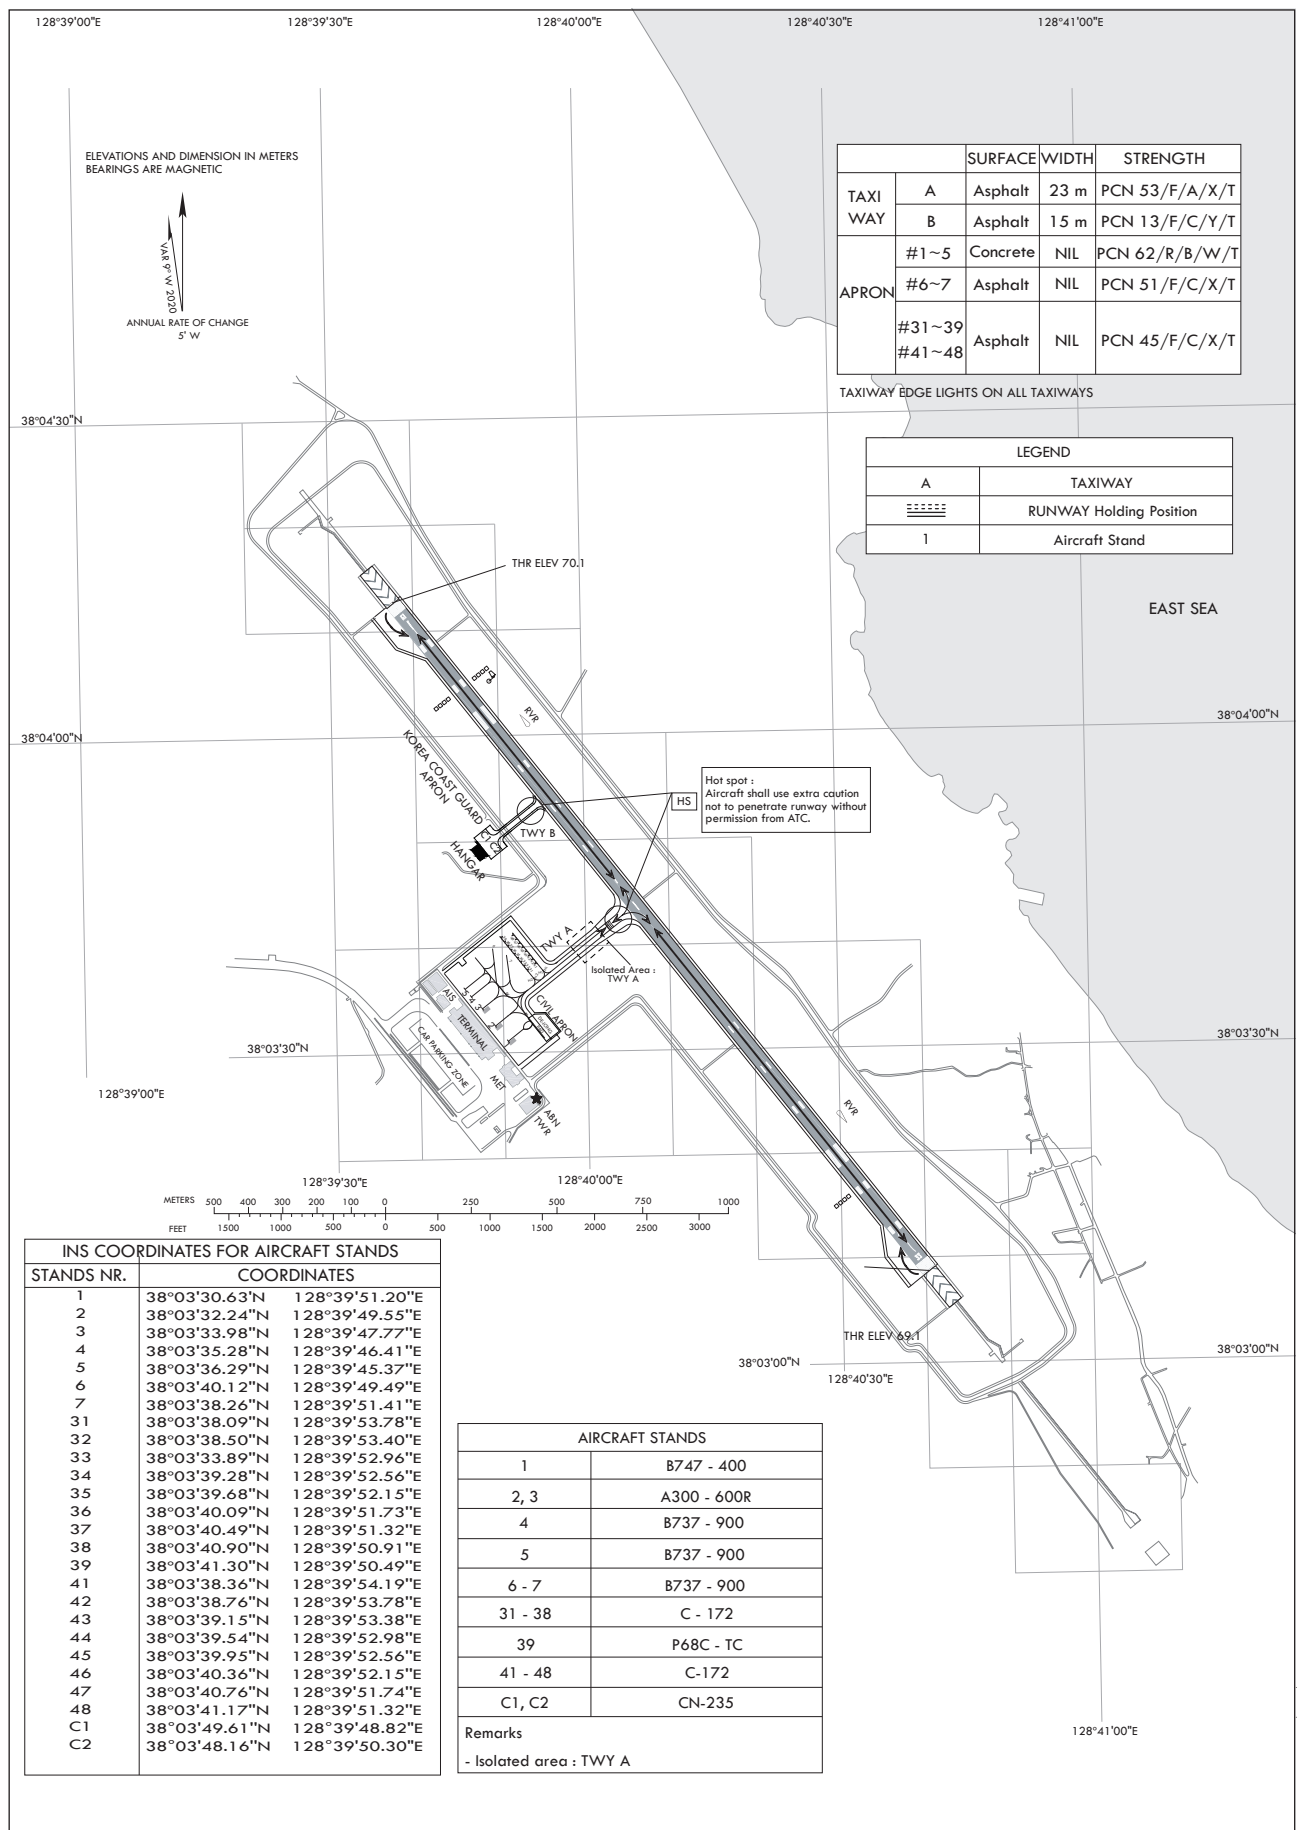 128°39'00"E 128°39'30"E 128°40'00"E 128°40'30"E 128°41'00"E
ELEVATIONS AND DIMENSION IN METERS
BEARINGS ARE MAGNETIC
VAR 9° W 2020
ANNUAL RATE OF CHANGE
5' W
SURFACE WIDTH STRENGTH
TAXI WAY
A Asphalt 23 m PCN 53/F/A/X/T
B Asphalt 15 m PCN 13/F/C/Y/T
APRON
#1~5 Concrete NIL PCN 62/R/B/W/T
#6~7 Asphalt NIL PCN 51/F/C/X/T
#31~39
#41~48 Asphalt NIL PCN 45/F/C/X/T
TAXIWAY EDGE LIGHTS ON ALL TAXIWAYS
38°04'30"N
LEGEND
A TAXIWAY
RUNWAY Holding Position
1 Aircraft Stand
THR ELEV 70.1
EAST SEA
RVR
38°04'00"N
38°04'00"N
KOREA COAST GUARD
APRON
Hot spot :
Aircraft shall use extra caution
not to penetrate runway without
permission from ATC.
HS
TWY B
C1 C2
HANGAR
TWY A
Isolated Area :
TWY A
AIS
5 4 3 2 1
CIVIL APRON
TERMINAL
CAR PARKING ZONE
MET
ABN
TWR
38°03'30"N
38°03'30"N
128°39'00"E
RVR
128°39'30"E 128°40'00"E
METERS 500 400 300 200 100 0 250 500 750 1000
FEET 1500 1000 500 0 500 1000 1500 2000 2500 3000
THR ELEV 69.1
38°03'00"N
38°03'00"N
128°40'30"E
INS COORDINATES FOR AIRCRAFT STANDS
STANDS NR. COORDINATES
1 38°03'30.63"N 128°39'51.20"E
2 38°03'32.24"N 128°39'49.55"E
3 38°03'33.98"N 128°39'47.77"E
4 38°03'35.28"N 128°39'46.41"E
5 38°03'36.29"N 128°39'45.37"E
6 38°03'40.12"N 128°39'49.49"E
7 38°03'38.26"N 128°39'51.41"E
31 38°03'38.09"N 128°39'53.78"E
32 38°03'38.50"N 128°39'53.40"E
33 38°03'33.89"N 128°39'52.96"E
34 38°03'39.28"N 128°39'52.56"E
35 38°03'39.68"N 128°39'52.15"E
36 38°03'40.09"N 128°39'51.73"E
37 38°03'40.49"N 128°39'51.32"E
38 38°03'40.90"N 128°39'50.91"E
39 38°03'41.30"N 128°39'50.49"E
41 38°03'38.36"N 128°39'54.19"E
42 38°03'38.76"N 128°39'53.78"E
43 38°03'39.15"N 128°39'53.38"E
44 38°03'39.54"N 128°39'52.98"E
45 38°03'39.95"N 128°39'52.56"E
46 38°03'40.36"N 128°39'52.15"E
47 38°03'40.76"N 128°39'51.74"E
48 38°03'41.17"N 128°39'51.32"E
C1 38°03'49.61"N 128°39'48.82"E
C2 38°03'48.16"N 128°39'50.30"E
AIRCRAFT STANDS
1 B747 - 400
2, 3 A300 - 600R
4 B737 - 900
5 B737 - 900
6 - 7 B737 - 900
31 - 38 C - 172
39 P68C - TC
41 - 48 C-172
C1, C2 CN-235
Remarks
- Isolated area : TWY A
128°41'00"E